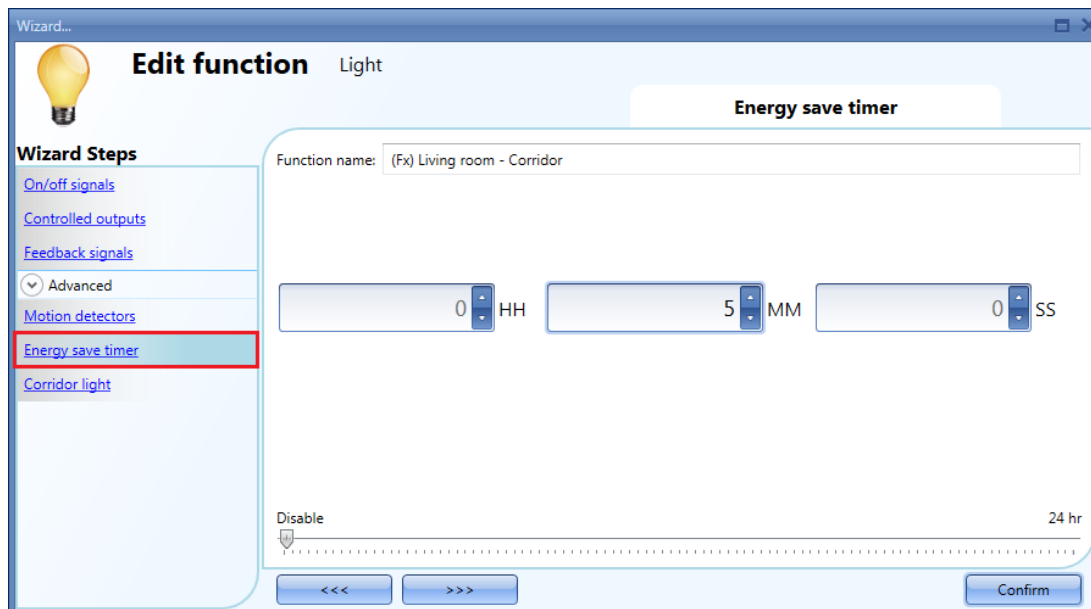 Wizard...
Edit function Light
Energy save timer
Wizard Steps
On/off signals
Controlled outputs
Feedback signals
Advanced
Motion detectors
Energy save timer
Corridor light
Function name: (Fx) Living room - Corridor
0 HH 5 MM 0 SS
Disable 24 hr
<<< >>> Confirm